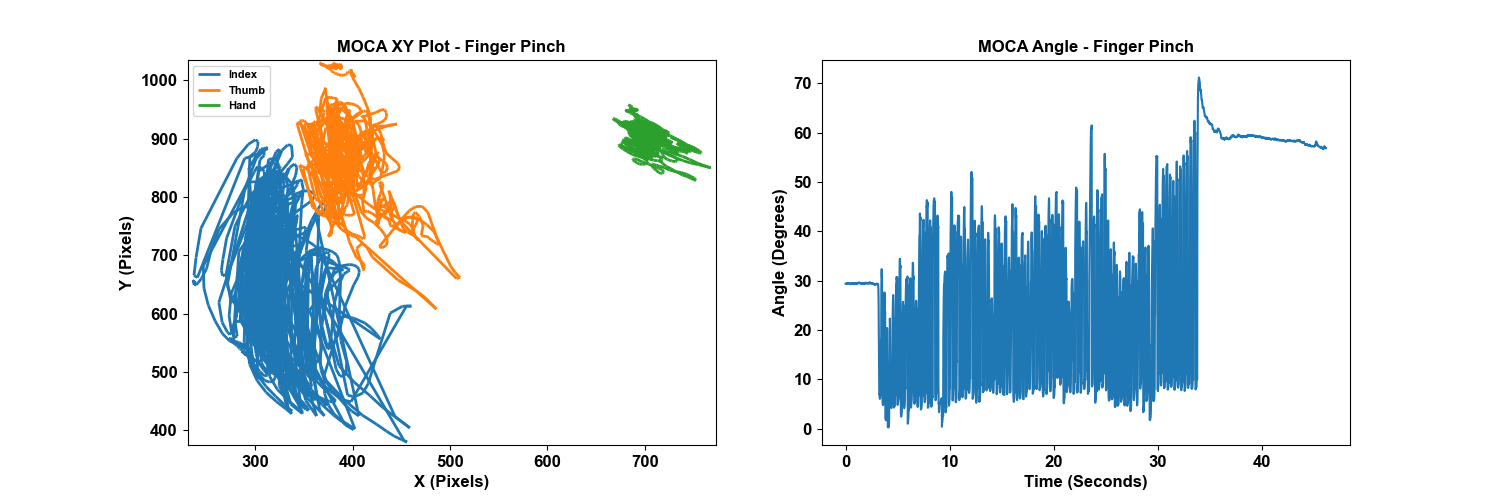 MOCA XY Plot - Finger Pinch
Index
Thumb
Hand
1000
900
800
700
600
500
400
Y (Pixels)
300
400
500
600
700
X (Pixels)
MOCA Angle - Finger Pinch
70
60
50
40
30
20
10
0
Angle (Degrees)
0
10
20
30
40
Time (Seconds)